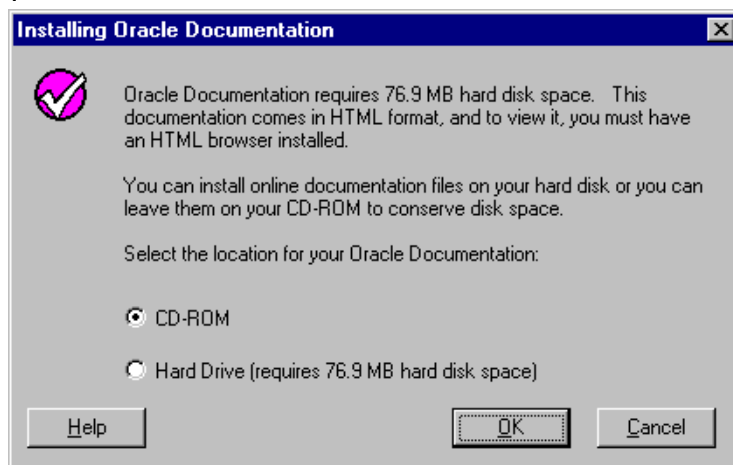 Installing Oracle Documentation
Oracle Documentation requires 76.9 MB hard disk space. This
documentation comes in HTML format, and to view it, you must have
an HTML browser installed.
You can install online documentation files on your hard disk or you can
leave them on your CD-ROM to conserve disk space.
Select the location for your Oracle Documentation:
CD-ROM
Hard Drive (requires 76.9 MB hard disk space)
Help OK Cancel